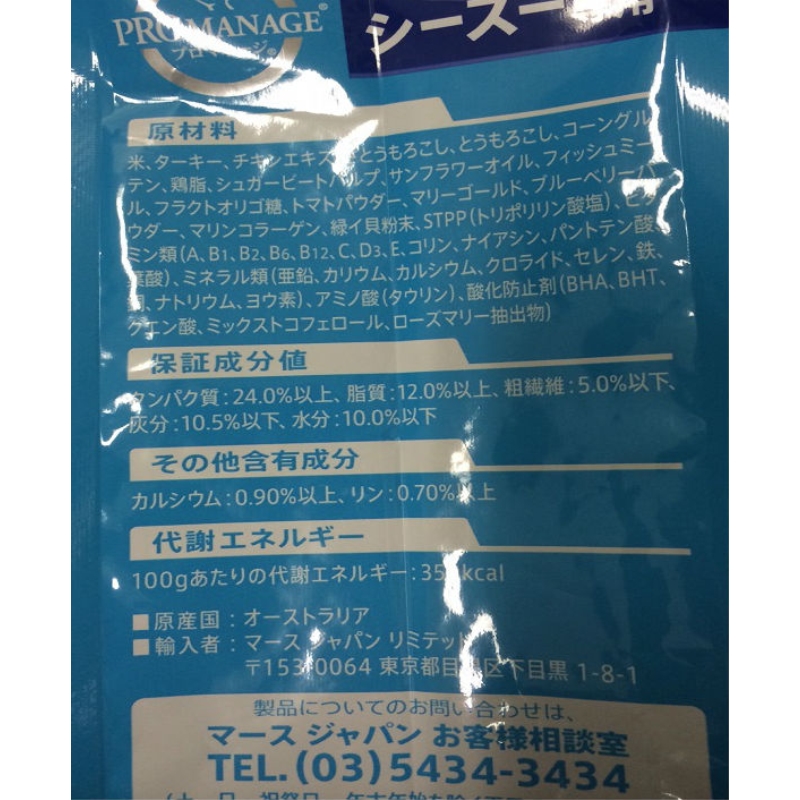 PRO MANAGE®
プロマネージ®
シーズー
原材料
米、ターキー、チキンエキス、とうもろこし、コーングル
テン、鶏脂、シュガービートパルプ、サンフラワーオイル、フィッシュミー
ル、フラクトオリゴ糖、トマトパウダー、マリーゴールド、ブルーベリーパ
ウダー、マリンコラーゲン、緑イ貝粉末、STPP(トリポリリン酸塩)、ビタ
ミン類(A、B1、B2、B6、B12、C、D3、E、コリン、ナイアシン、パントテン酸、
葉酸)、ミネラル類(亜鉛、カリウム、カルシウム、クロライド、セレン、鉄、
ナトリウム、ヨウ素)、アミノ酸(タウリン)、酸化防止剤(BHA、BHT、
クエン酸、ミックストコフェロール、ローズマリー抽出物)
保証成分値
タンパク質:24.0%以上、脂質:12.0%以上、粗繊維:5.0%以下、
灰分:10.5%以下、水分:10.0%以下
その他含有成分
カルシウム:0.90%以上、リン:0.70%以上
代謝エネルギー
100gあたりの代謝エネルギー: kcal
■原産国:オーストラリア
■輸入者:マース ジャパン リミテッド
〒153-0064 東京都目黒区下目黒 1-8-1
製品についてのお問い合わせは、
マース ジャパン お客様相談室
TEL.(03)5434-3434